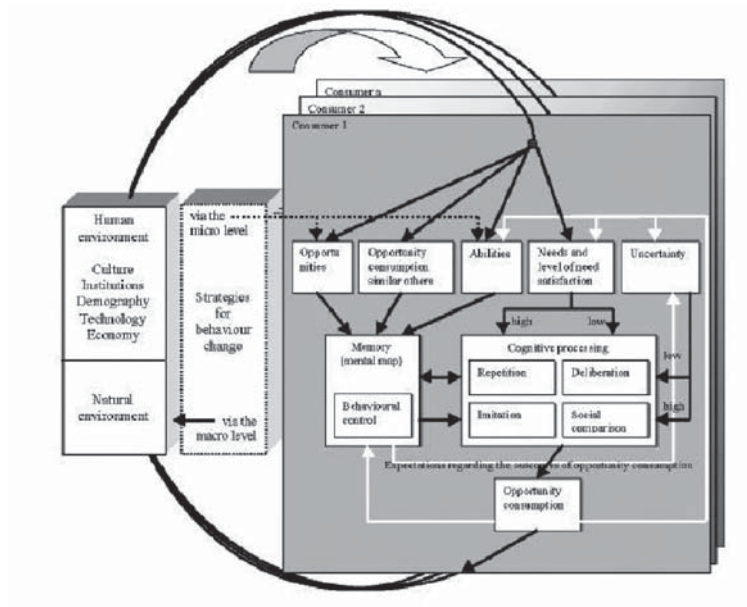 Consumer n
Consumer 2
Consumer 1
Human
environment
Culture
Institutions
Demography
Technology
Economy
Natural
environment
via the
micro level
Strategies
for
behaviour
change
via the
macro level
Opportu
nities
Opportunity
consumption
similar others
Abilities
Needs and
level of need
satisfaction
Uncertainty
high
low
Memory
(mental map)
Behavioural
control
Cognitive processing
Repetition
Deliberation
Imitation
Social
comparison
low
high
Expectations regarding the outcome of opportunity consumption
Opportunity
consumption